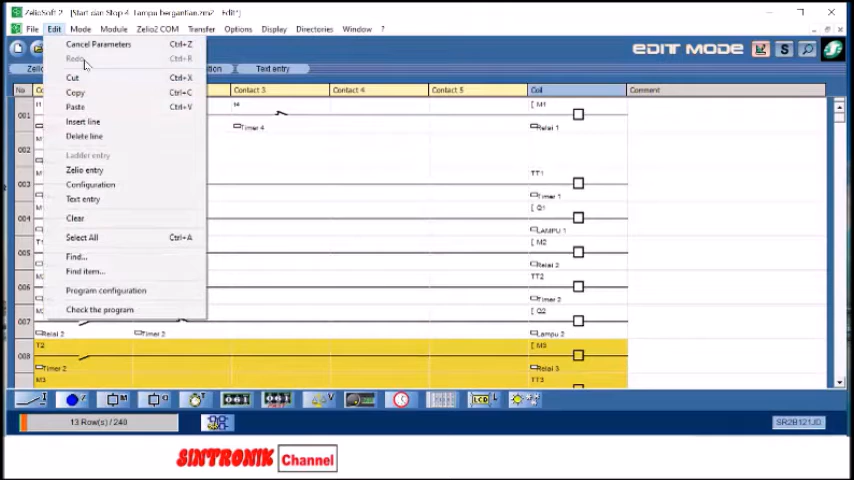 ZelioSoft 2 - [Start dan Stop 4 Lampu bergantian.zm2 - Edit*]
File Edit Mode Module Zelio2 COM Transfer Options Display Directories Window ?
EDIT MODE S
Text entry
Cancel Parameters Ctrl+Z
Redo Ctrl+R
Cut Ctrl+X
Copy Ctrl+C
Paste Ctrl+V
Insert line
Delete line
Ladder entry
Zelio entry
Configuration
Text entry
Clear
Select All Ctrl+A
Find...
Find item...
Program configuration
Check the program
No Contact 3 Contact 4 Contact 5 Coil Comment
001 [ M1
Timer 4 Relai 1
002
TT1
003
Timer 1
[ Q1
004
LAMPU 1
[ M2
005
Relai 2
TT2
006
Timer 2
[ Q2
007
Relai 2 Timer 2 Lampu 2
T2 [ M3
008
Timer 2 Relai 3
M3 TT3
13 Row(s) / 240 SR2B121JD
SINTRONIK Channel